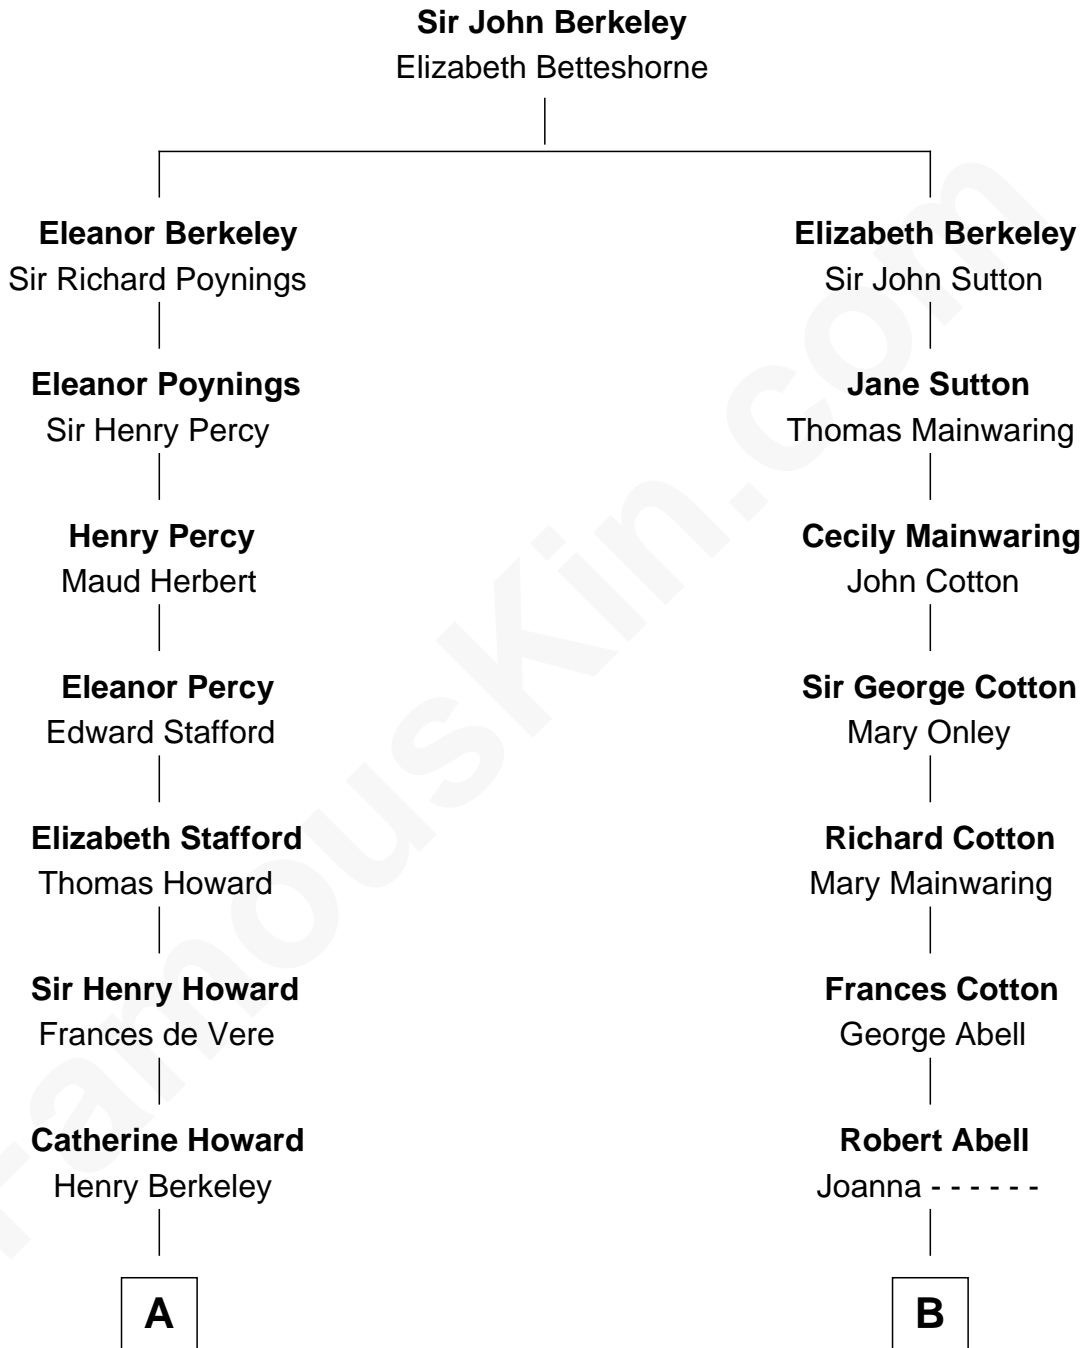 Sir John Berkeley
Elizabeth Betteshorne
Eleanor Berkeley
Sir Richard Poynings
Elizabeth Berkeley
Sir John Sutton
Eleanor Poynings
Sir Henry Percy
Jane Sutton
Thomas Mainwaring
Henry Percy
Maud Herbert
Cecily Mainwaring
John Cotton
Eleanor Percy
Edward Stafford
Sir George Cotton
Mary Onley
Elizabeth Stafford
Thomas Howard
Richard Cotton
Mary Mainwaring
Sir Henry Howard
Frances de Vere
Frances Cotton
George Abell
Catherine Howard
Henry Berkeley
Robert Abell
Joanna - - - - - -
A
B
FamousKin.com